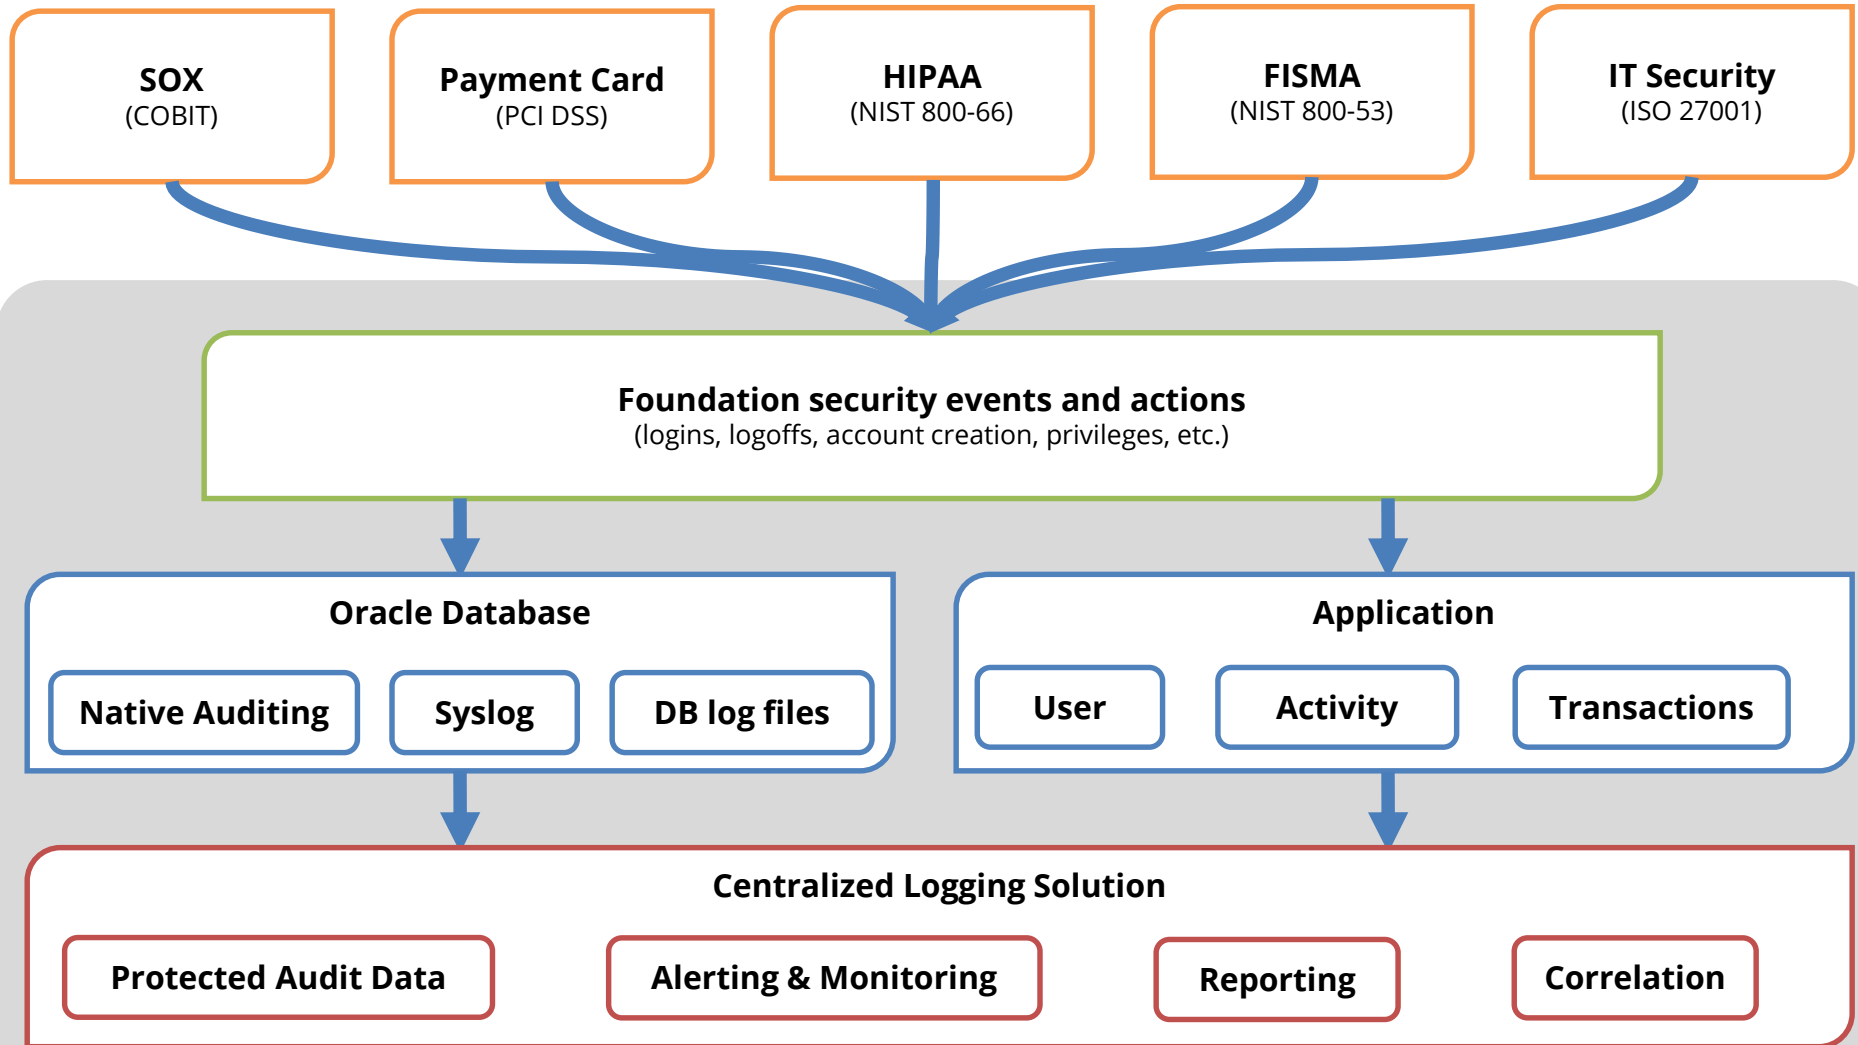 SOX
(COBIT)
Payment Card
(PCI DSS)
HIPAA
(NIST 800-66)
FISMA
(NIST 800-53)
IT Security
(ISO 27001)
Foundation security events and actions
(logins, logoffs, account creation, privileges, etc.)
Oracle Database
Native Auditing
Syslog
DB log files
Application
User
Activity
Transactions
Centralized Logging Solution
Protected Audit Data
Alerting & Monitoring
Reporting
Correlation